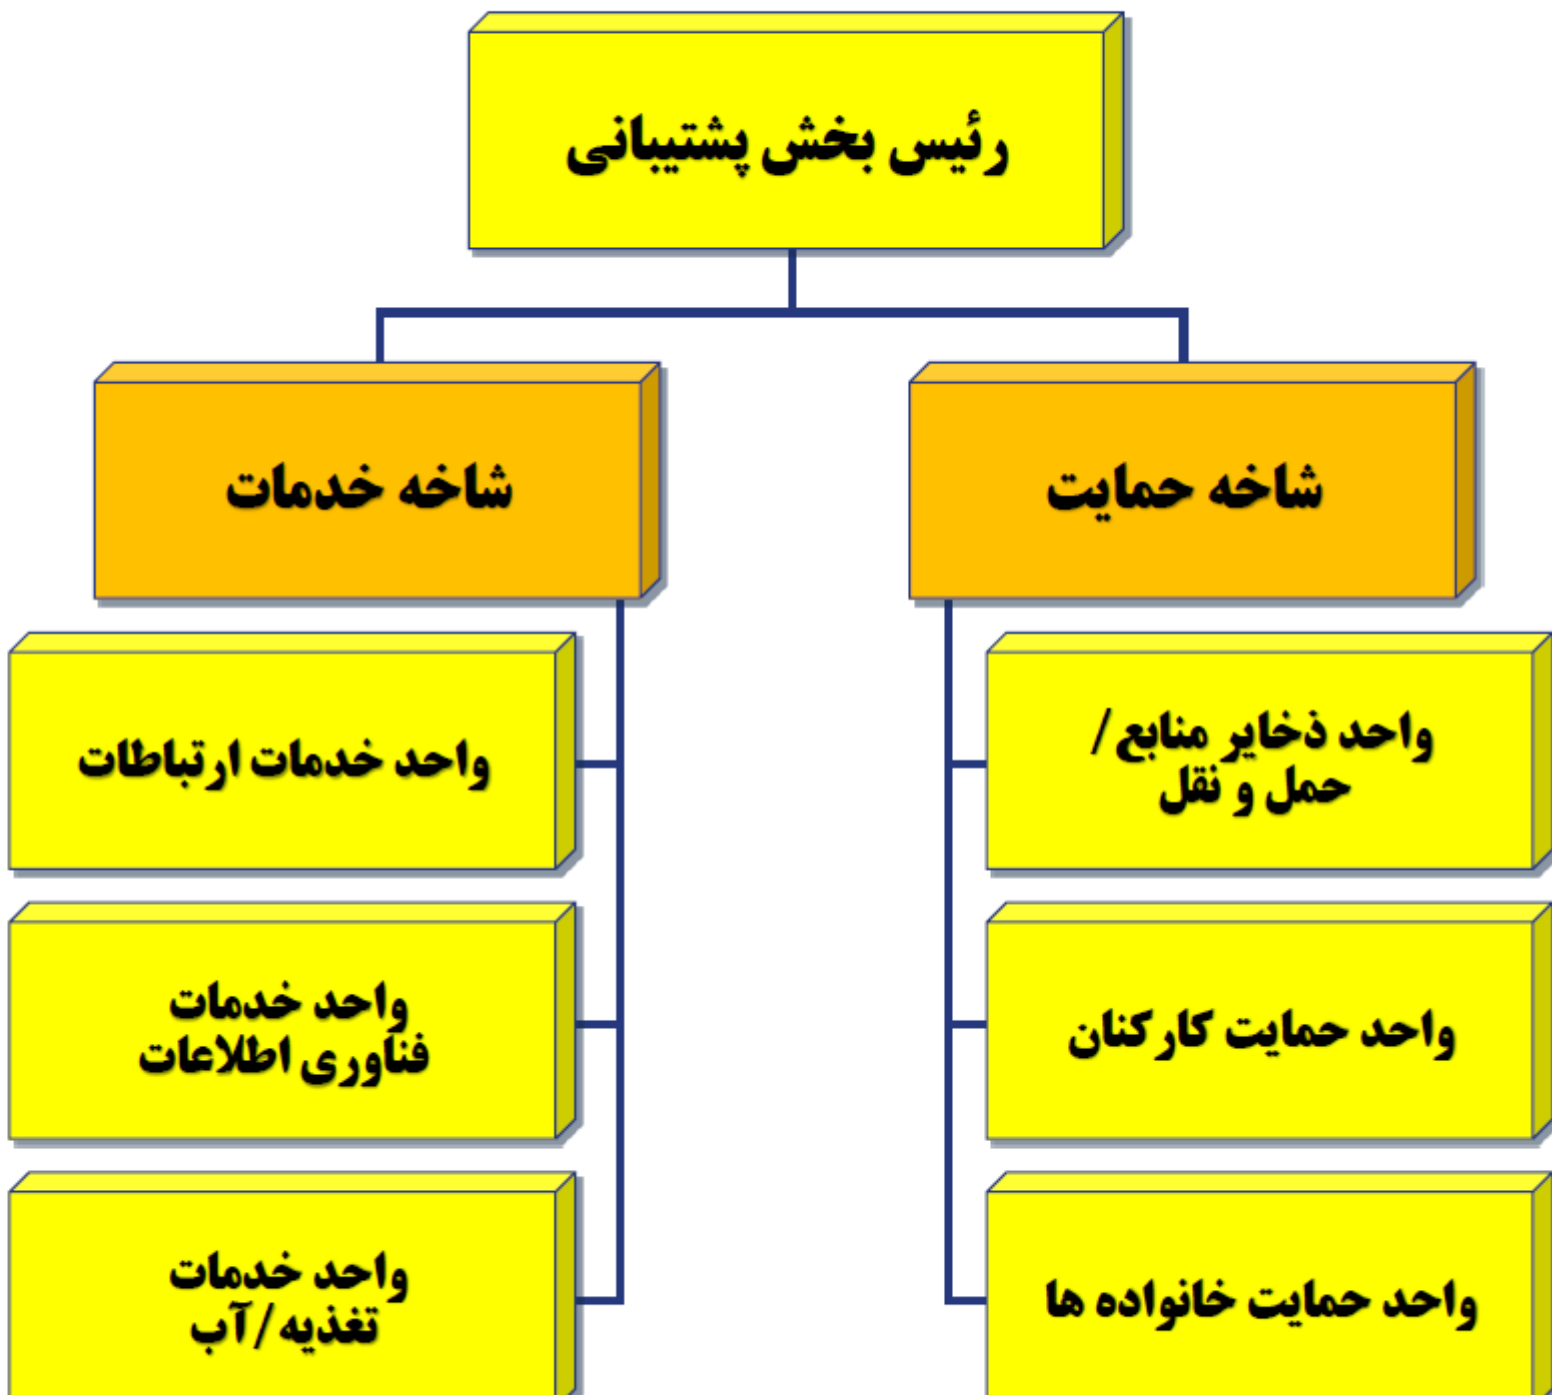 رئیس بخش پشتیبانی
شاخه حمایت
شاخه خدمات
واحد ذخایر منابع/
حمل و نقل
واحد حمایت کارکنان
واحد حمایت خانواده ها
واحد خدمات ارتباطات
واحد خدمات
فناوری اطلاعات
واحد خدمات
تغذیه/آب